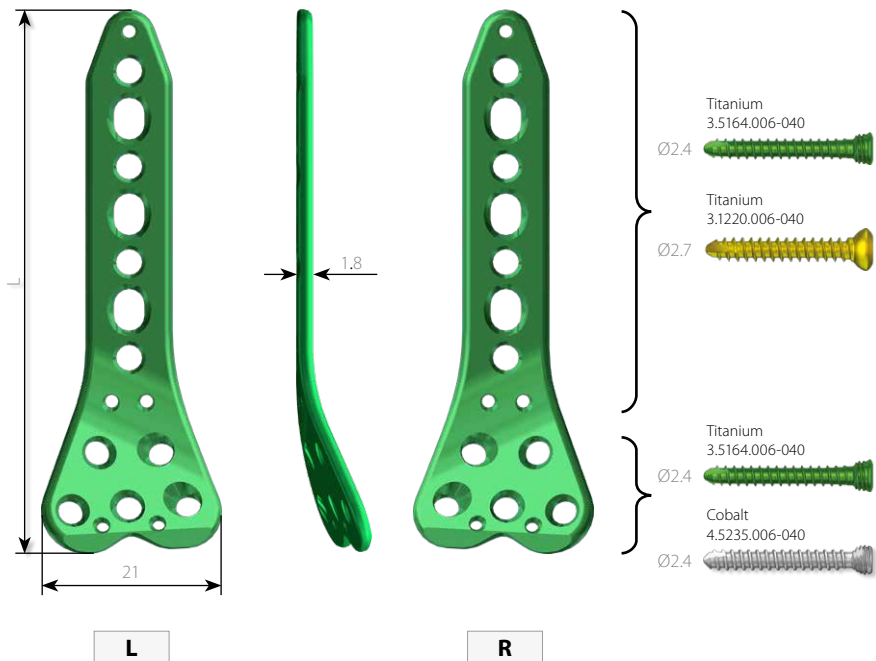 Titanium
3.5164.006-040
Ø2.4
Titanium
3.1220.006-040
Ø2.7
L
1.8
Titanium
3.5164.006-040
Ø2.4
Cobalt
4.5235.006-040
Ø2.4
21
L
R